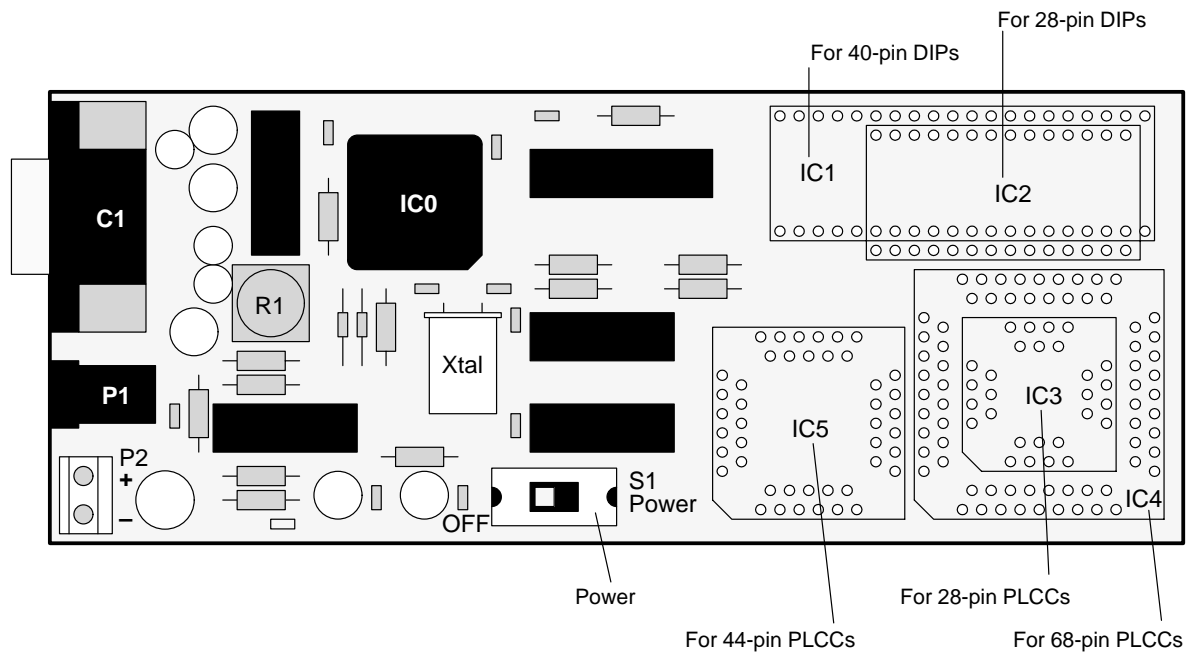 For 28-pin DIPs
For 40-pin DIPs
IC1
IC2
C1
IC0
R1
Xtal
P1
IC3
IC5
P2
+
–
OFF
S1
Power
IC4
Power
For 28-pin PLCCs
For 44-pin PLCCs
For 68-pin PLCCs